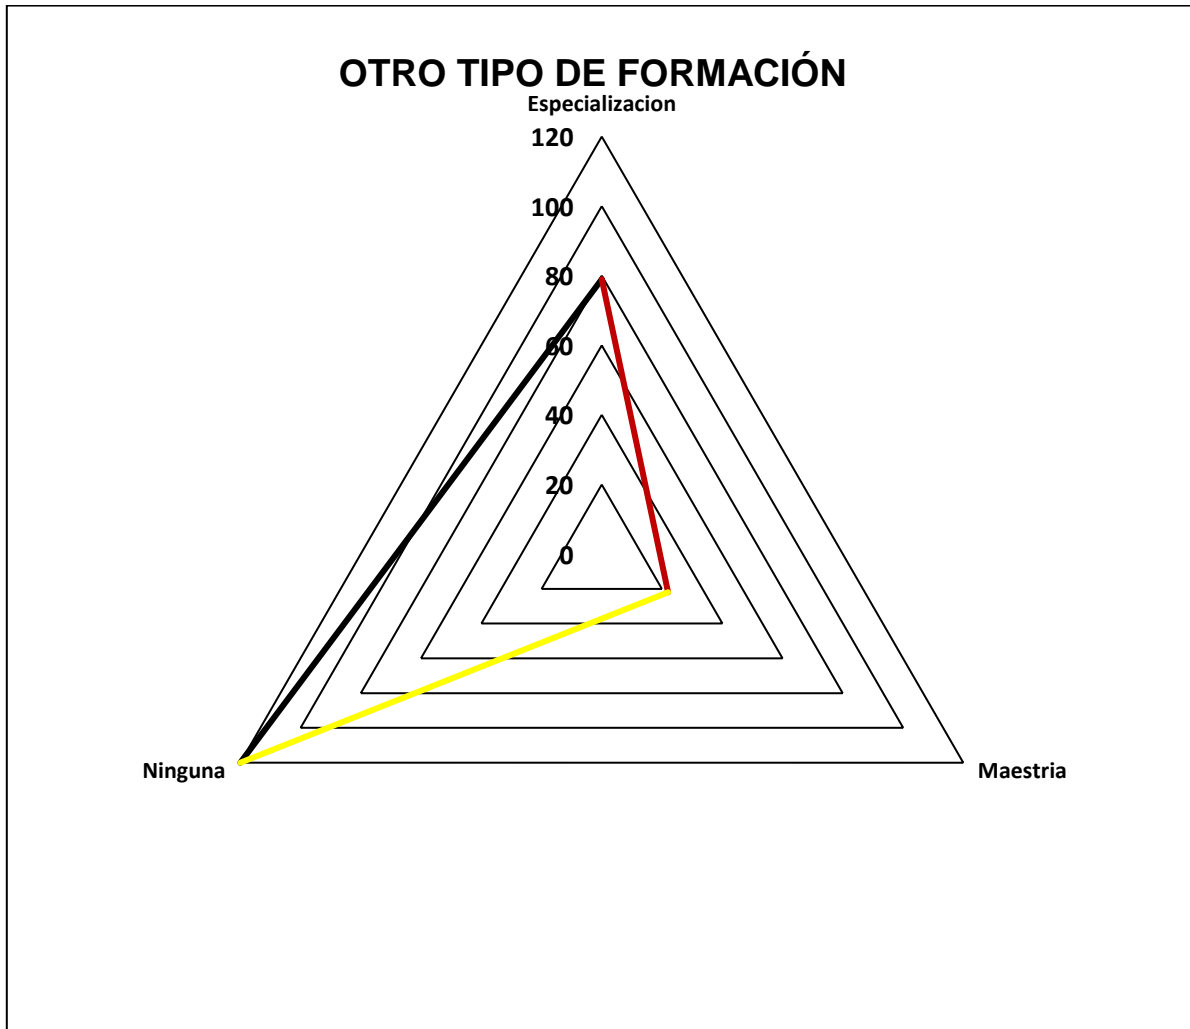 OTRO TIPO DE FORMACIÓN
Especializacion
120
100
80
60
40
20
0
Ninguna
Maestria